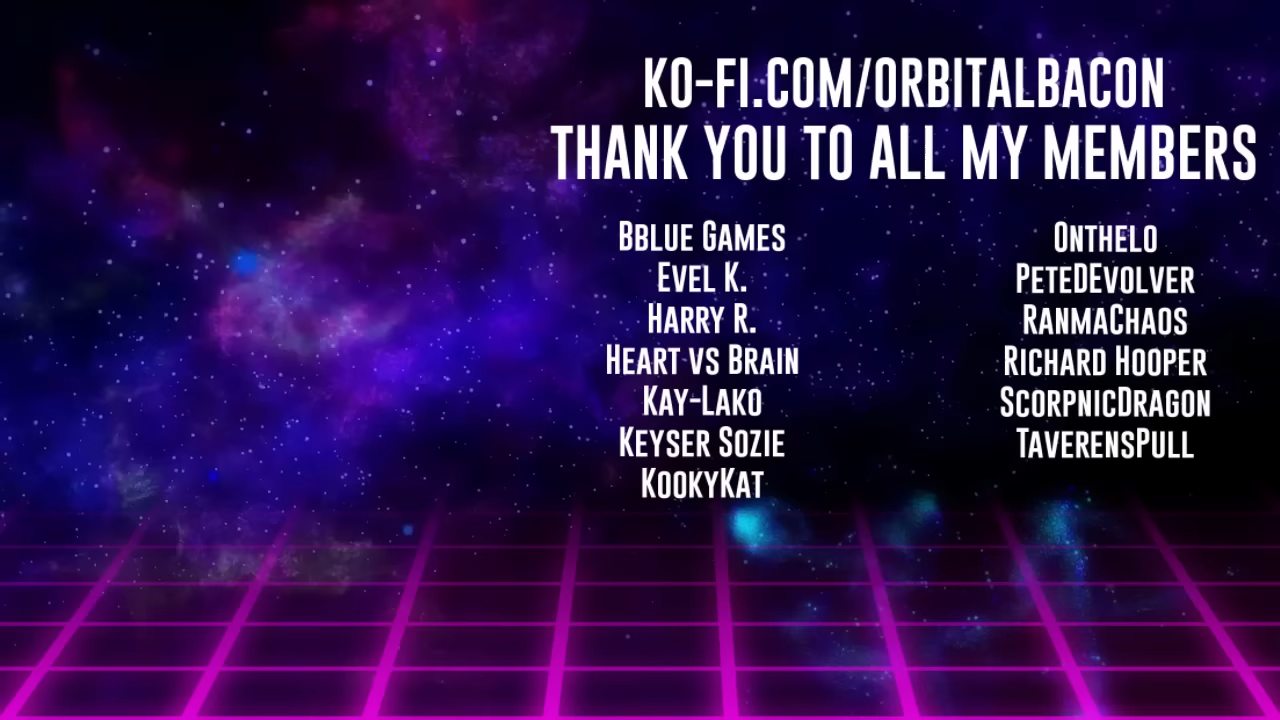 KO-FI.COM/ORBITALBACON
THANK YOU TO ALL MY MEMBERS
BBLUE GAMES
EVEL K.
HARRY R.
HEART VS BRAIN
KAY-LAKO
KEYSER SOZIE
KOOKYKAT
ONTHELO
PETEDEVOLVER
RANMACHAOS
RICHARD HOOPER
SCORPNICDRAGON
TAVERENSPULL